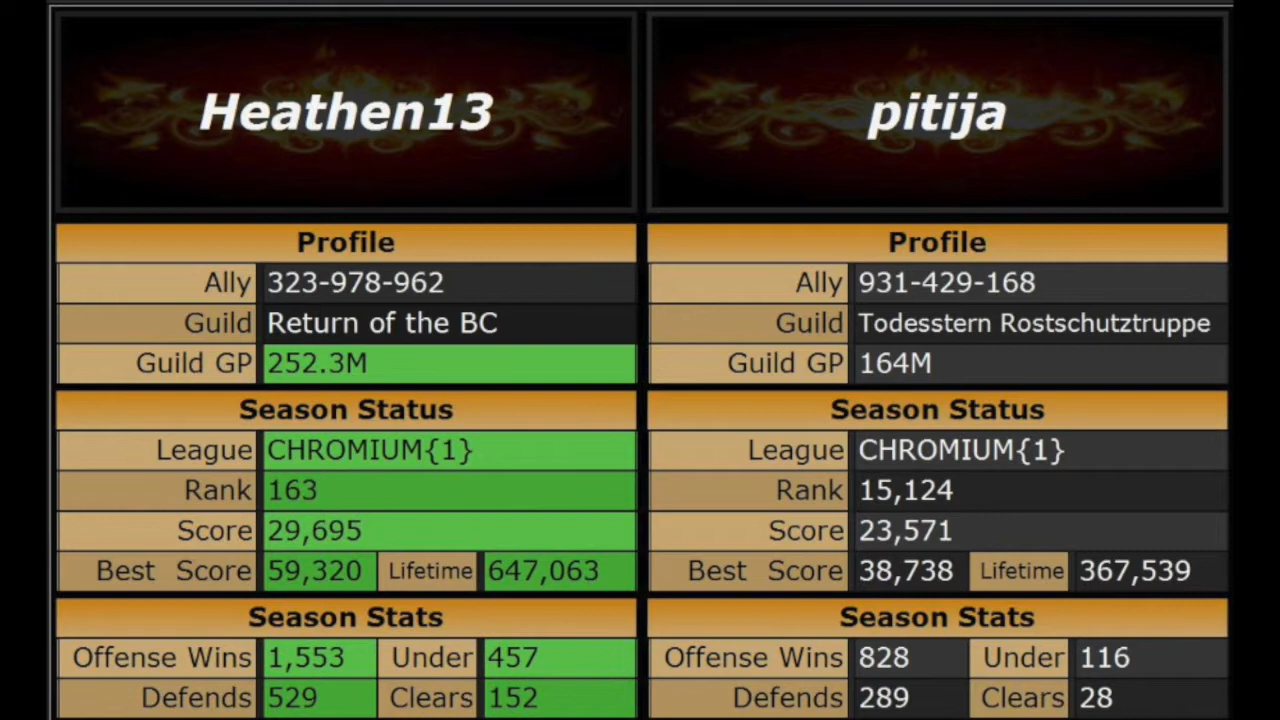 Heathen13 pitija
Profile Profile
Ally 323-978-962 Ally 931-429-168
Guild Return of the BC Guild Todesstern Rostschutztruppe
Guild GP 252.3M Guild GP 164M
Season Status Season Status
League CHROMIUM{1} League CHROMIUM{1}
Rank 163 Rank 15,124
Score 29,695 Score 23,571
Best Score 59,320 Lifetime 647,063 Best Score 38,738 Lifetime 367,539
Season Stats Season Stats
Offense Wins 1,553 Under 457 Offense Wins 828 Under 116
Defends 529 Clears 152 Defends 289 Clears 28